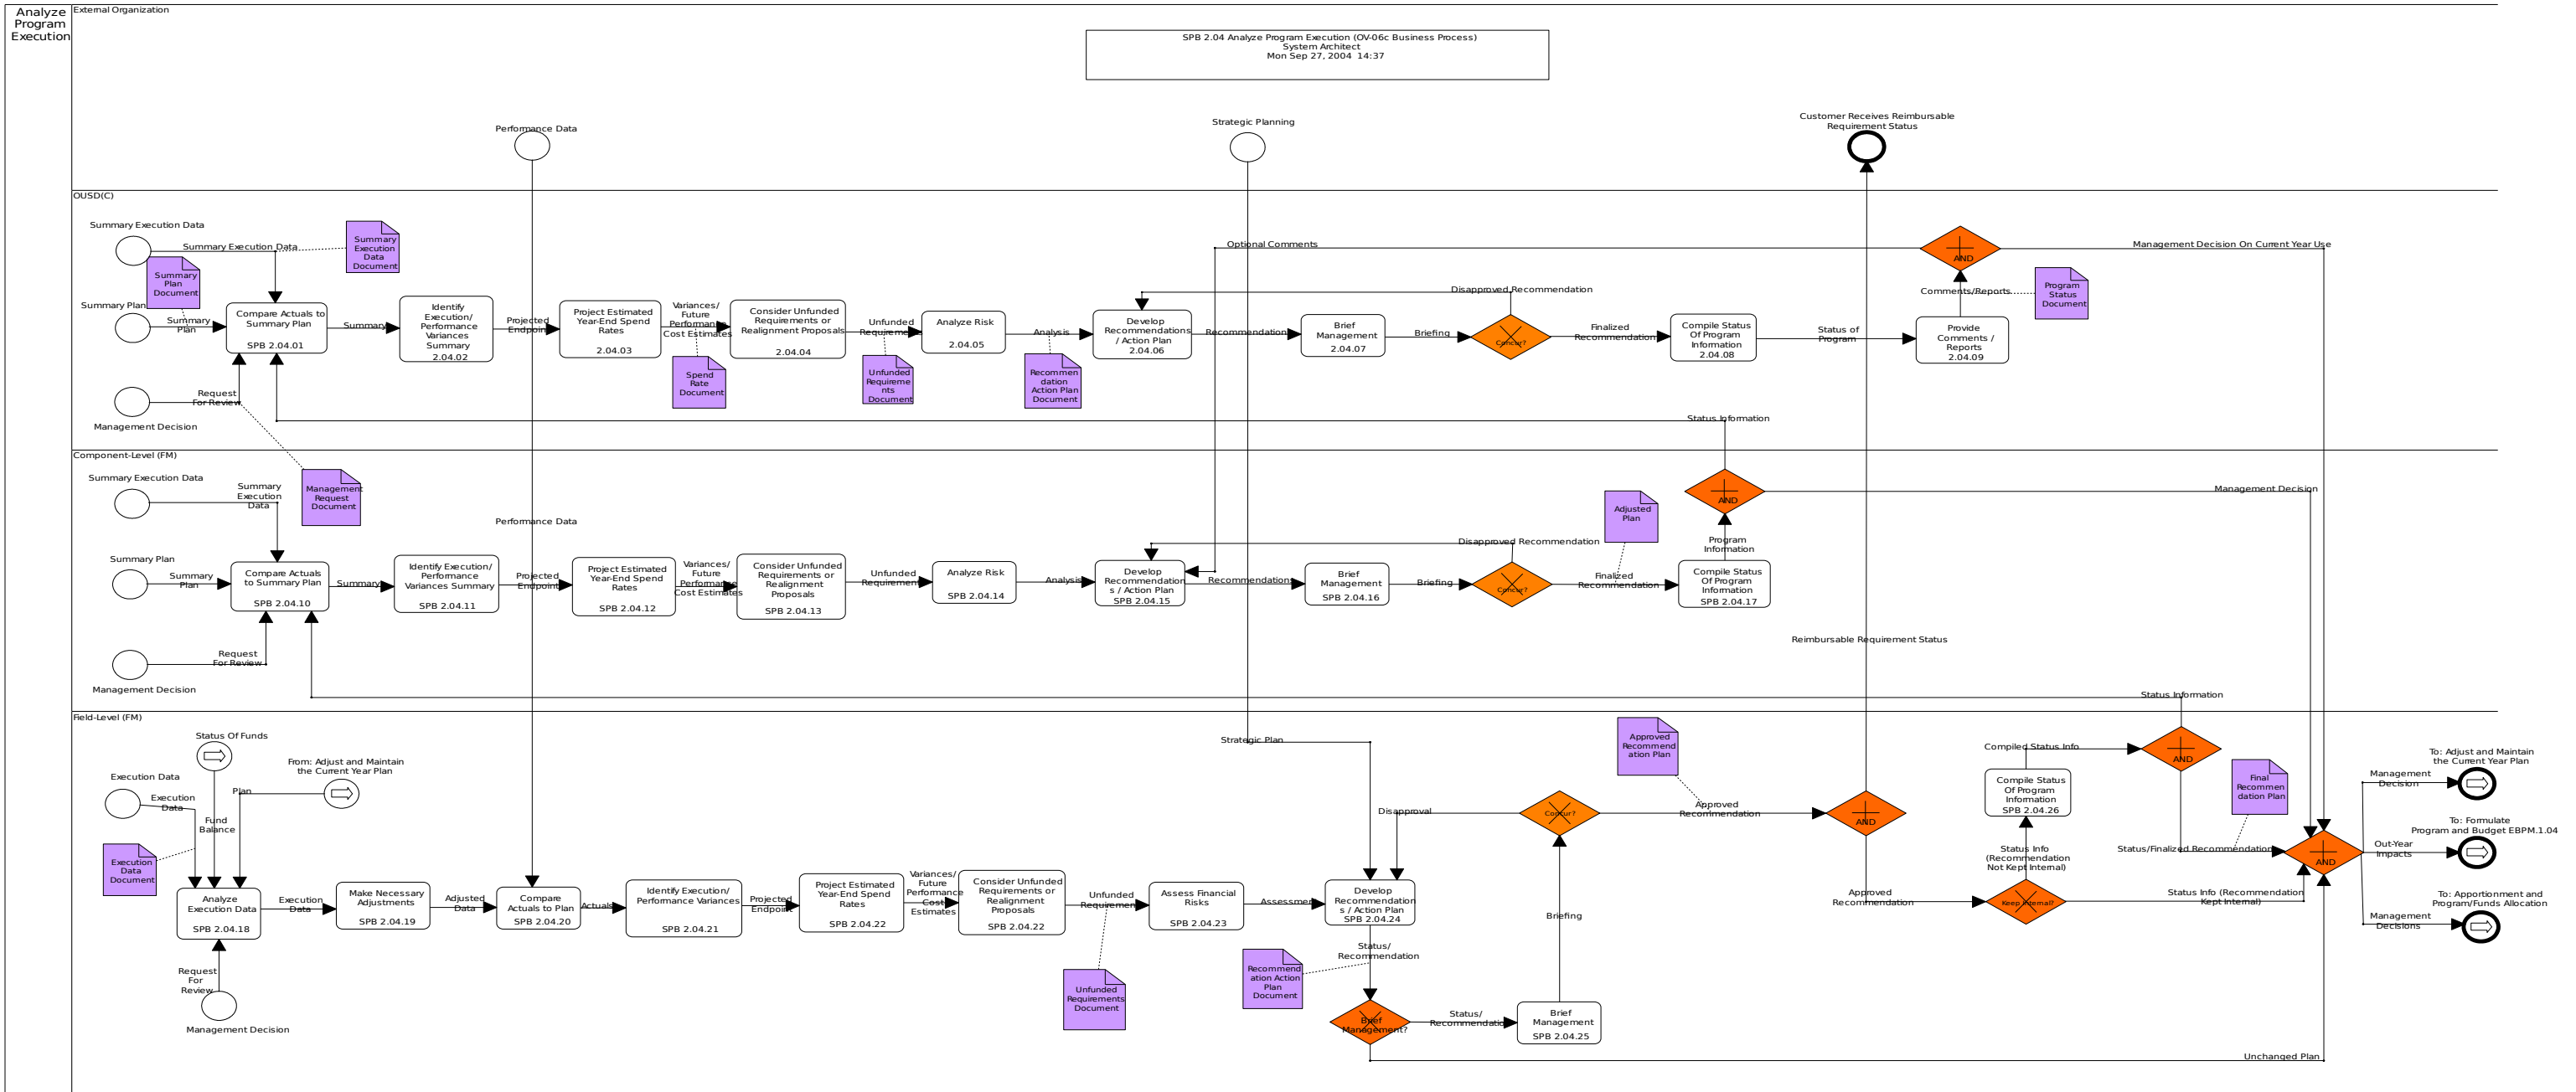 Analyze
Program
Execution
External Organization
SPB 2.04 Analyze Program Execution (OV-06c Business Process)
System Architect
Mon Sep 27, 2004  14:37
Performance Data
Strategic Planning
Customer Receives Reimbursable
Requirement Status
OUSD(C)
Summary Execution Data
Summary Execution Data
Summary
Execution
Data
Document
Summary
Plan
Document
Summary Plan
Summary
Plan
Compare Actuals to
Summary Plan
SPB 2.04.01
Summary
Identify
Execution/
Performance
Variances
Summary
2.04.02
Projected
Endpoint
Project Estimated
Year-End Spend
Rates
2.04.03
Variances/
Future
Performance
Cost Estimates
Spend
Rate
Document
Consider Unfunded
Requirements or
Realignment Proposals
2.04.04
Unfunded
Requirements
Unfunded
Requireme
nts
Document
Analyze Risk
2.04.05
Analysis
Recommen
dation
Action Plan
Document
Develop
Recommendations
/ Action Plan
2.04.06
Recommendation
Brief
Management
2.04.07
Briefing
Disapproved Recommendation
Concur?
Finalized
Recommendation
Compile Status
Of Program
Information
2.04.08
Status of
Program
Provide
Comments /
Reports
2.04.09
Comments/Reports
Program
Status
Document
AND
Optional Comments
Management Decision On Current Year Use
Request
For Review
Management Decision
Status Information
Component-Level (FM)
Summary Execution Data
Summary
Execution
Data
Management
Request
Document
Performance Data
Summary Plan
Summary
Plan
Compare Actuals
to Summary Plan
SPB 2.04.10
Summary
Identify Execution/
Performance
Variances Summary
SPB 2.04.11
Projected
Endpoint
Project Estimated
Year-End Spend
Rates
SPB 2.04.12
Variances/
Future
Performance
Cost Estimates
Consider Unfunded
Requirements or
Realignment
Proposals
SPB 2.04.13
Unfunded
Requirements
Analyze Risk
SPB 2.04.14
Analysis
Develop
Recommendation
s / Action Plan
SPB 2.04.15
Recommendations
Brief
Management
SPB 2.04.16
Briefing
Disapproved Recommendation
Concur?
Finalized
Recommendation
Adjusted
Plan
Compile Status
Of Program
Information
SPB 2.04.17
Program
Information
AND
Management Decision
Request
For Review
Management Decision
Reimbursable Requirement Status
Status Information
Field-Level (FM)
Status Of Funds
From: Adjust and Maintain
the Current Year Plan
Execution Data
Execution
Data
Plan
Fund
Balance
Execution
Data
Document
Analyze
Execution Data
SPB 2.04.18
Request
For
Review
Management Decision
Execution
Data
Make Necessary
Adjustments
SPB 2.04.19
Adjusted
Data
Compare
Actuals to Plan
SPB 2.04.20
Actuals
Identify Execution/
Performance Variances
SPB 2.04.21
Projected
Endpoint
Project Estimated
Year-End Spend
Rates
SPB 2.04.22
Variances/
Future
Performance
Cost
Estimates
Consider Unfunded
Requirements or
Realignment
Proposals
SPB 2.04.22
Unfunded
Requirements
Unfunded
Requirements
Document
Assess Financial
Risks
SPB 2.04.23
Assessment
Strategic Plan
Disapproval
Develop
Recommendation
s / Action Plan
SPB 2.04.24
Status/
Recommendation
Recommend
ation Action
Plan
Document
Brief
Management?
Status/
Recommendation
Brief
Management
SPB 2.04.25
Briefing
Concur?
Approved
Recommend
ation Plan
Approved
Recommendation
AND
Approved
Recommendation
Keep Internal?
Status Info
(Recommendation
Not Kept Internal)
Compile Status
Of Program
Information
SPB 2.04.26
Compiled Status Info
AND
Status/Finalized Recommendation
Final
Recommen
dation Plan
Status Info (Recommendation
Kept Internal)
Unchanged Plan
AND
Management
Decision
To: Adjust and Maintain
the Current Year Plan
Out-Year
Impacts
To: Formulate
Program and Budget EBPM.1.04
Management
Decisions
To: Apportionment and
Program/Funds Allocation